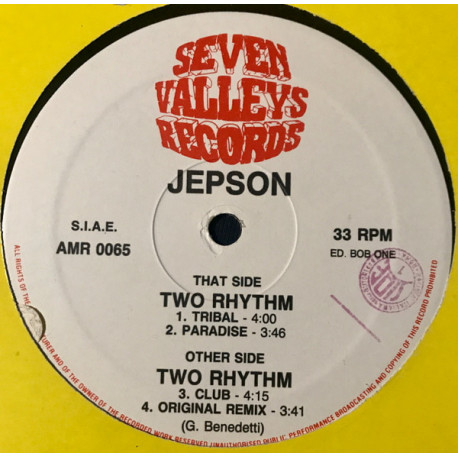 SEVEN
VALLEYS
RECORDS
JEPSON
S.I.A.E.
AMR 0065
33 RPM
ED. BOB ONE
THAT SIDE
TWO RHYTHM
1. TRIBAL - 4:00
2. PARADISE - 3:46
OTHER SIDE
TWO RHYTHM
3. CLUB - 4:15
4. ORIGINAL REMIX - 3:41
(G. Benedetti)
ALL RIGHTS OF THE
URER AND OF THE OWNER OF THE RECORDED WORK RESERVED UNAUTHORISED PUBLIC PERFORMANCE BROADCASTING AND COPYING OF THIS RECORD PROHIBITED